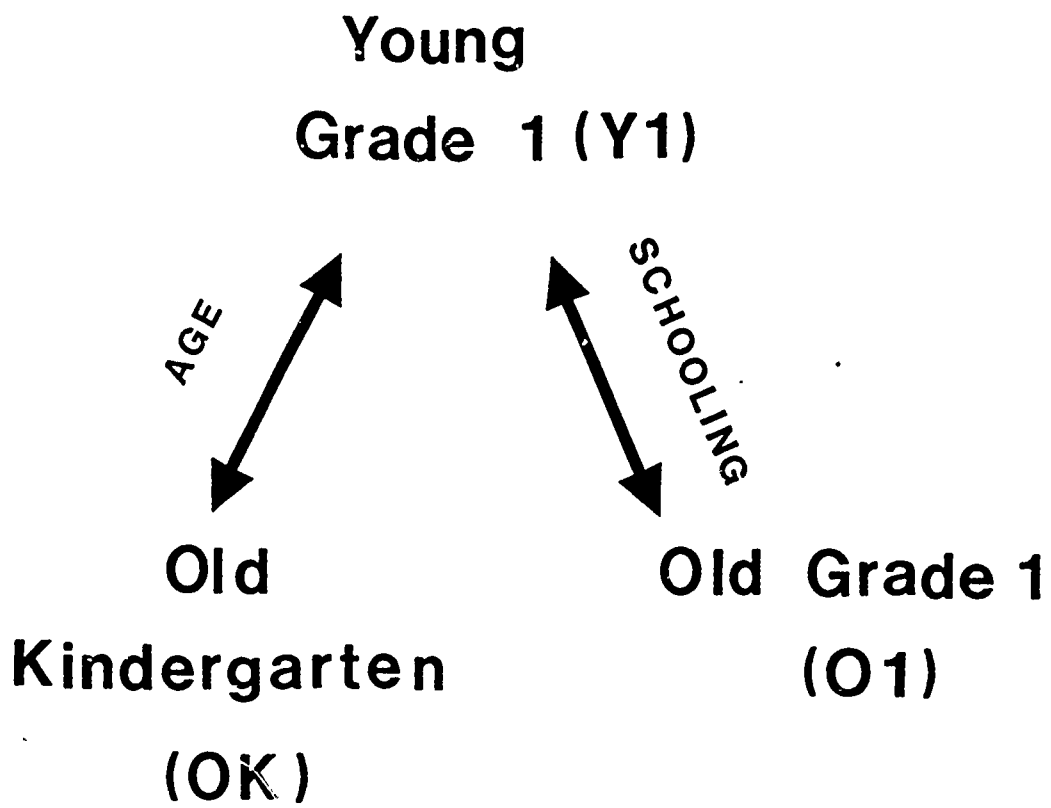 Young
Grade 1 (Y1)
AGE
SCHOOLING
Old
Kindergarten
(OK)
Old Grade 1
(O1)